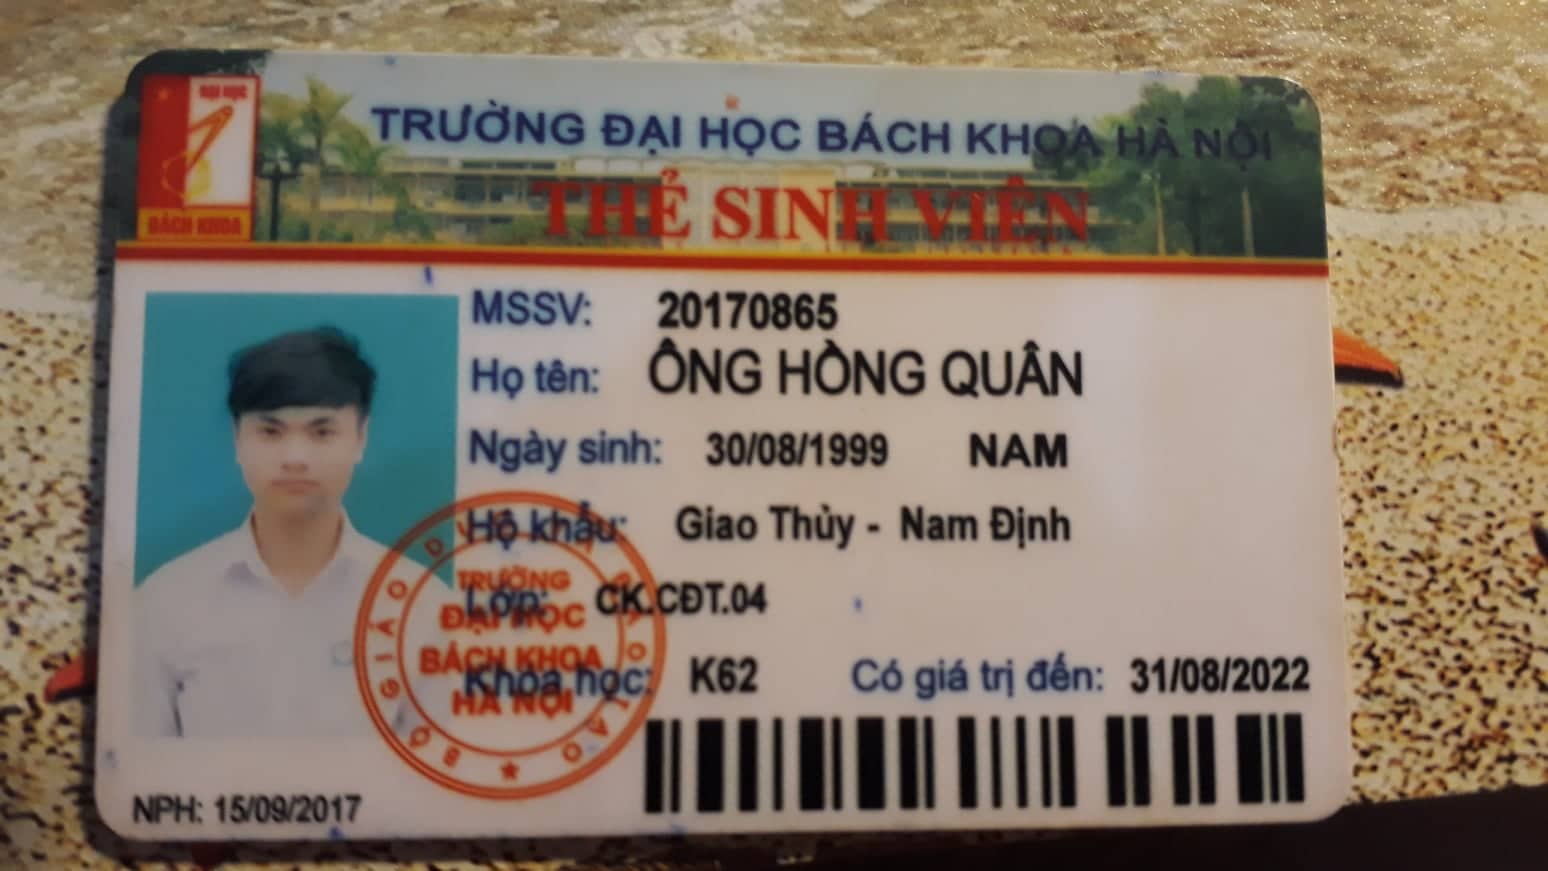 ĐẠI HỌC
BÁCH KHOA
TRƯỜNG ĐẠI HỌC BÁCH KHOA HÀ NỘI
THẺ SINH VIÊN
MSSV: 20170865
Họ tên: ÔNG HỒNG QUÂN
Ngày sinh: 30/08/1999 NAM
Hộ khẩu: Giao Thủy - Nam Định
Lớp: CK.CĐT.04
Khóa học: K62 Có giá trị đến: 31/08/2022
BỘ GIÁO DỤC VÀ ĐÀO TẠO
TRƯỜNG
ĐẠI HỌC
BÁCH KHOA
HÀ NỘI
NPH: 15/09/2017